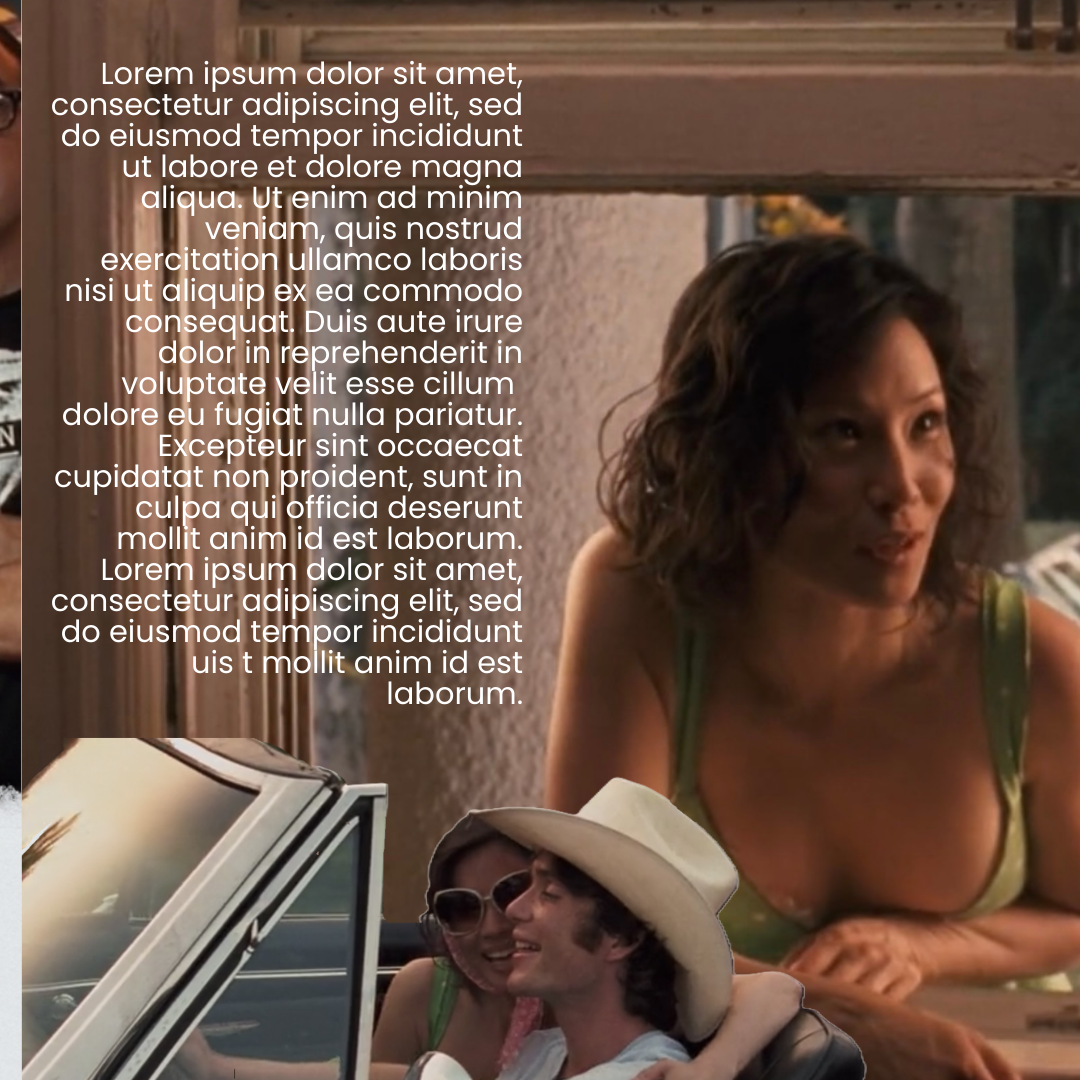 Lorem ipsum dolor sit amet,
consectetur adipiscing elit, sed
do eiusmod tempor incididunt
ut labore et dolore magna
aliqua. Ut enim ad minim
veniam, quis nostrud
exercitation ullamco laboris
nisi ut aliquip ex ea commodo
consequat. Duis aute irure
dolor in reprehenderit in
voluptate velit esse cillum
dolore eu fugiat nulla pariatur.
Excepteur sint occaecat
cupidatat non proident, sunt in
culpa qui officia deserunt
mollit anim id est laborum.
Lorem ipsum dolor sit amet,
consectetur adipiscing elit, sed
do eiusmod tempor incididunt
uis t mollit anim id est
laborum.